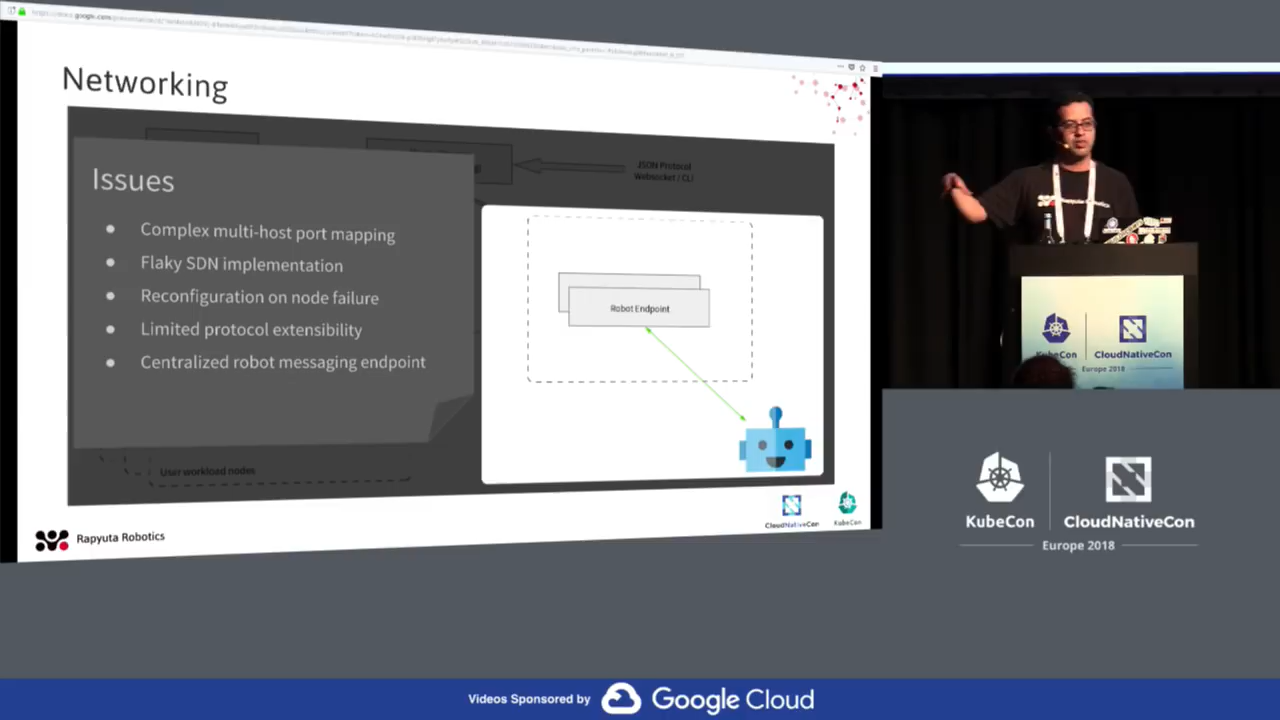 Networking
Issues
Complex multi-host port mapping
Flaky SDN implementation
Reconfiguration on node failure
Limited protocol extensibility
Centralized robot messaging endpoint
JSON Protocol
Websocket / CLI
Robot Endpoint
User workload nodes
CloudNativeCon
KubeCon
Rapyuta Robotics
KubeCon
CloudNativeCon
Europe 2018
KubeCon
CloudNativeCon
Europe 2018
Videos Sponsored by
Google Cloud